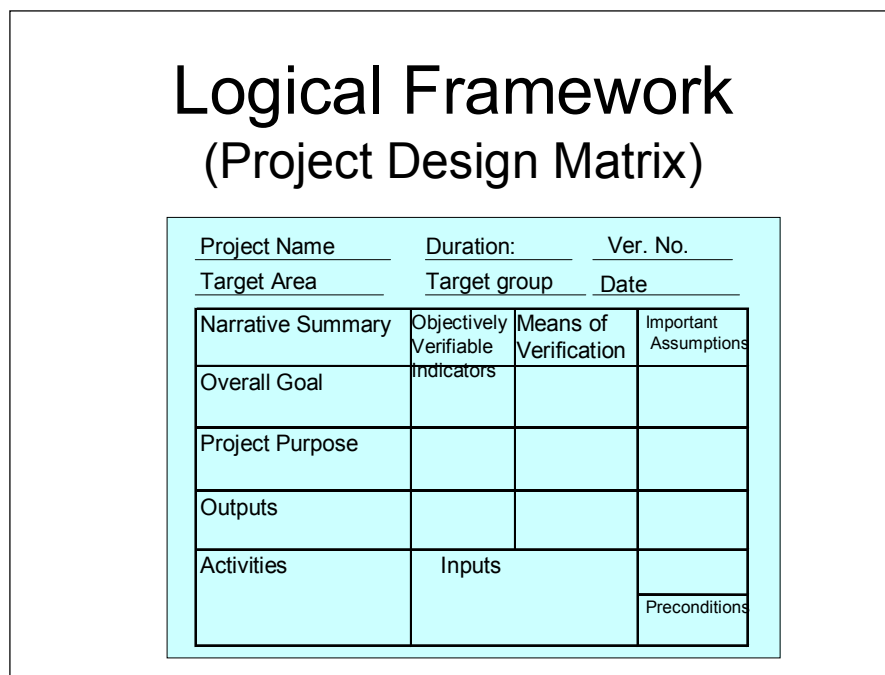 Logical Framework
(Project Design Matrix)
Project Name Duration: Ver. No.
Target Area Target group Date
Narrative Summary
Objectively
Verifiable
Indicators
Means of
Verification
Important
Assumptions
Overall Goal
Project Purpose
Outputs
Activities
Inputs
Preconditions